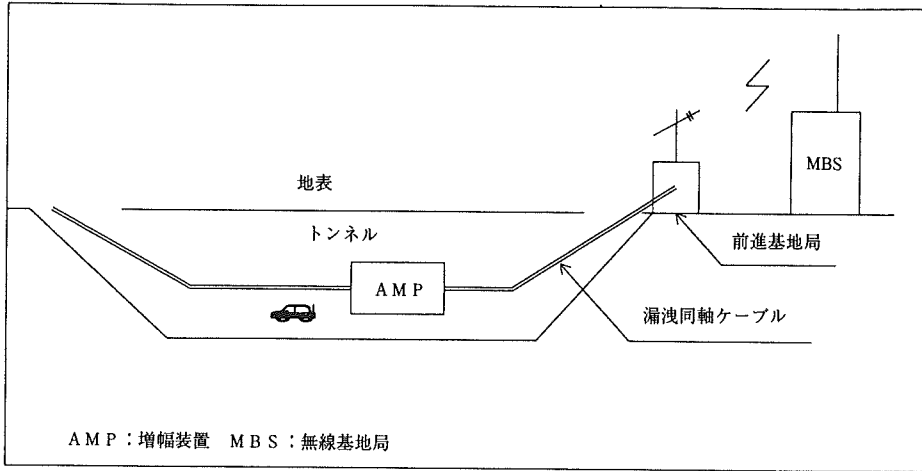 MBS
地表
トンネル
前進基地局
AMP
漏洩同軸ケーブル
AMP:増幅装置 MBS:無線基地局